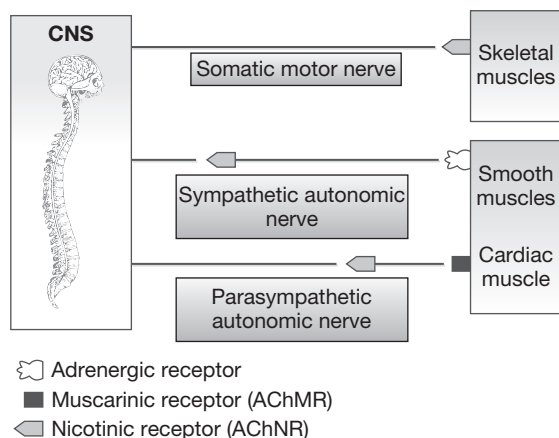 CNS
Somatic motor nerve
Skeletal
muscles
Sympathetic autonomic
nerve
Smooth
muscles
Cardiac
muscle
Parasympathetic
autonomic nerve
Adrenergic receptor
Muscarinic receptor (AChMR)
Nicotinic receptor (AChNR)